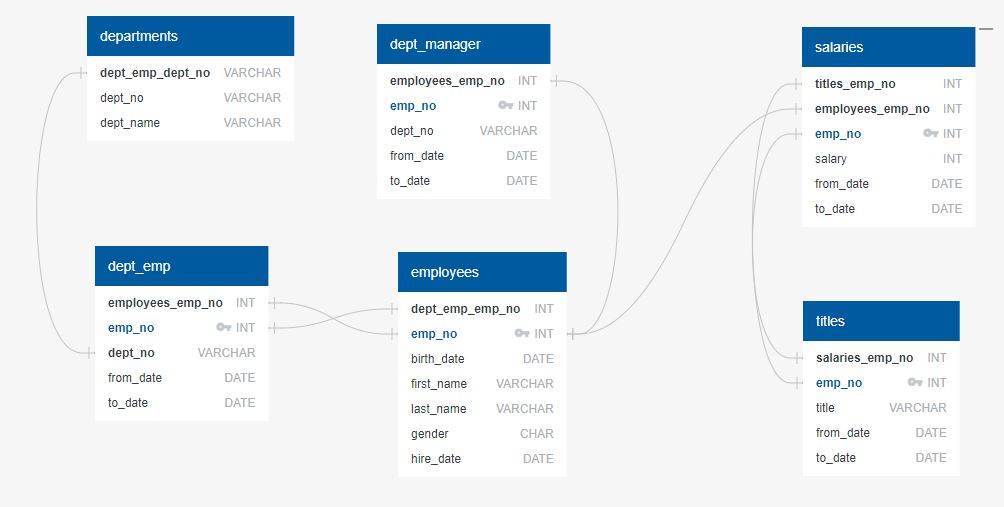 departments
dept_emp_dept_no VARCHAR
dept_no VARCHAR
dept_name VARCHAR
dept_manager
employees_emp_no INT
emp_no INT
dept_no VARCHAR
from_date DATE
to_date DATE
salaries
titles_emp_no INT
employees_emp_no INT
emp_no INT
salary INT
from_date DATE
to_date DATE
dept_emp
employees_emp_no INT
emp_no INT
dept_no VARCHAR
from_date DATE
to_date DATE
employees
dept_emp_emp_no INT
emp_no INT
birth_date DATE
first_name VARCHAR
last_name VARCHAR
gender CHAR
hire_date DATE
titles
salaries_emp_no INT
emp_no INT
title VARCHAR
from_date DATE
to_date DATE